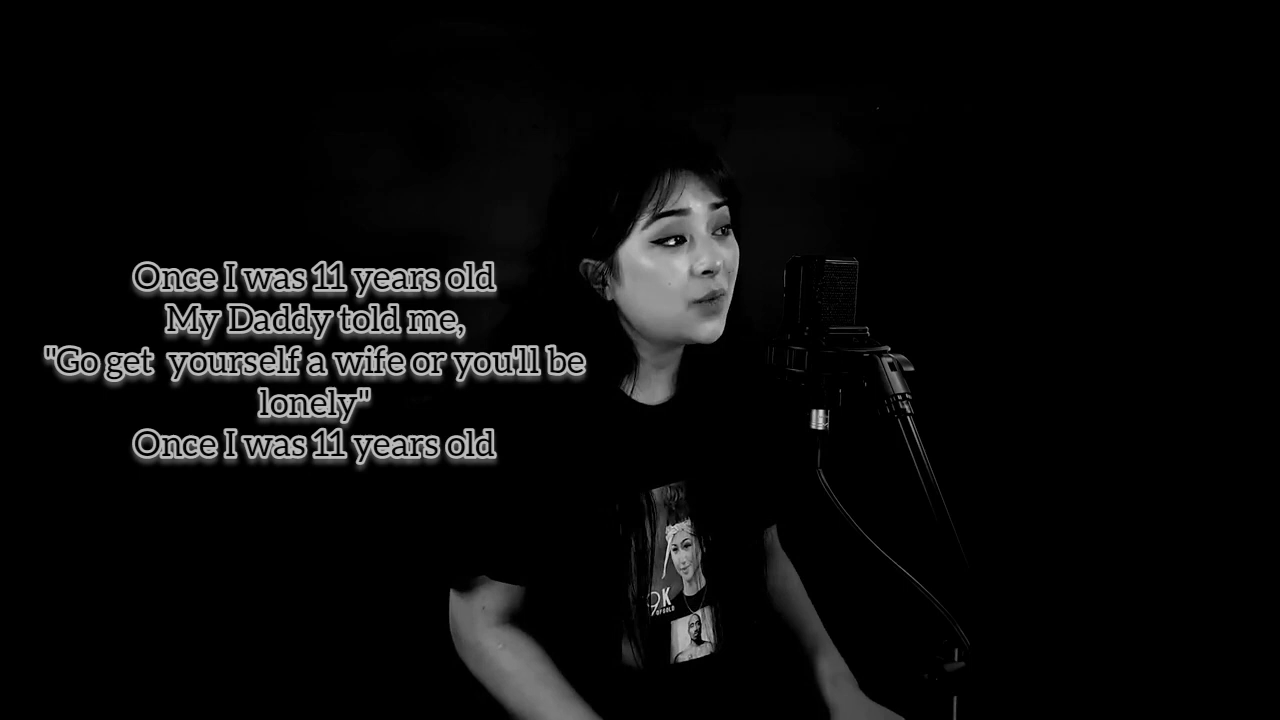 Once I was 11 years old
My Daddy told me,
"Go get  yourself a wife or you'll be
lonely"
Once I was 11 years old